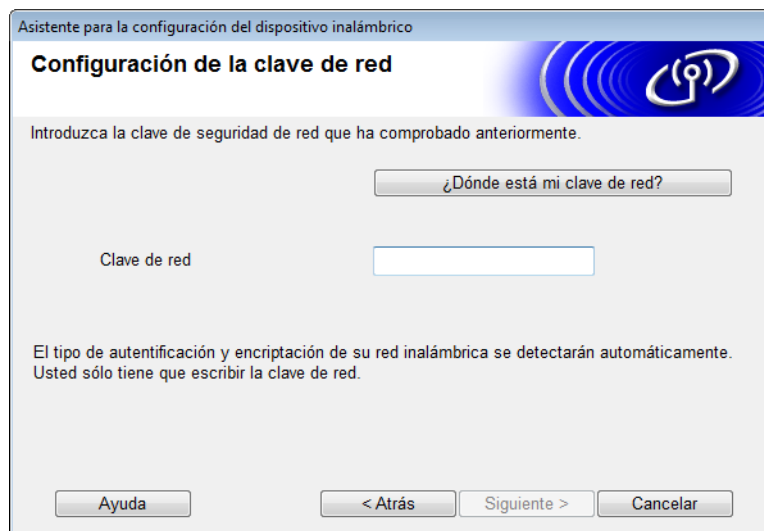 Asistente para la configuración del dispositivo inalámbrico
Configuración de la clave de red
Introduzca la clave de seguridad de red que ha comprobado anteriormente.
¿Dónde está mi clave de red?
Clave de red
El tipo de autentificación y encriptación de su red inalámbrica se detectarán automáticamente.
Usted sólo tiene que escribir la clave de red.
Ayuda
< Atrás
Siguiente >
Cancelar